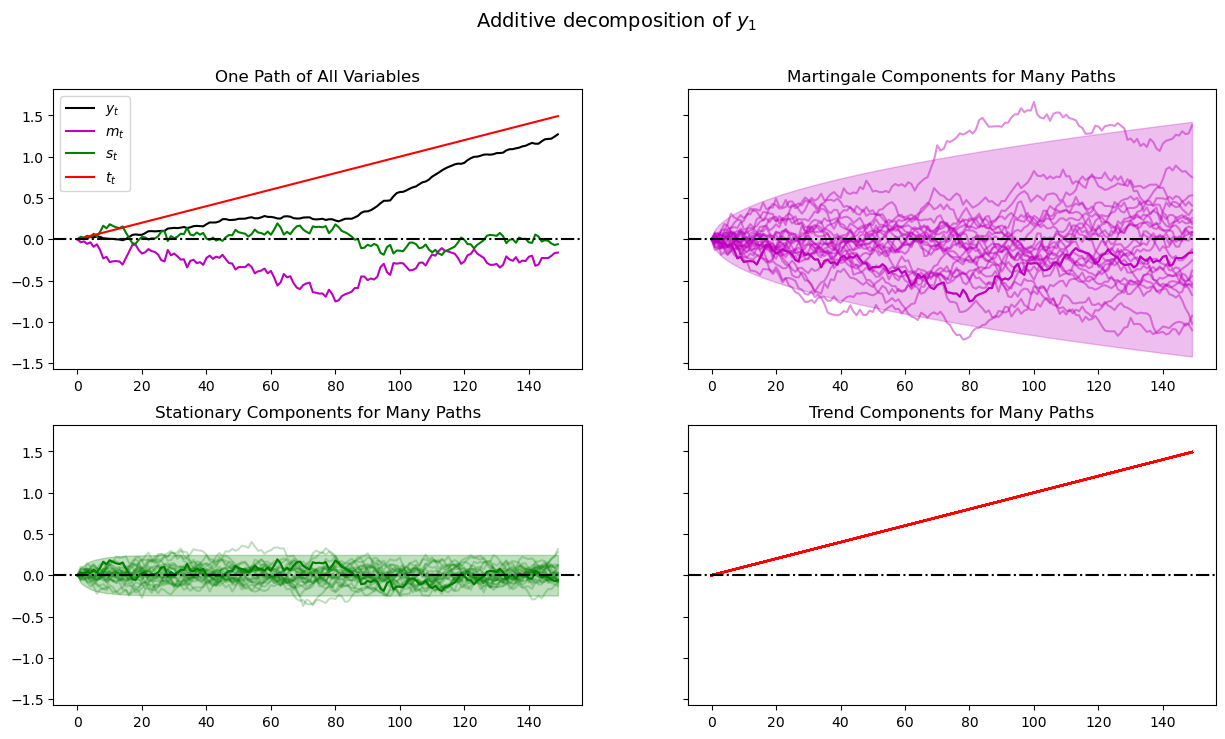 Additive decomposition of y₁
One Path of All Variables
yₜ
mₜ
sₜ
tₜ
1.5
1.0
0.5
0.0
−0.5
−1.0
−1.5
0 20 40 60 80 100 120 140
Martingale Components for Many Paths
0 20 40 60 80 100 120 140
Stationary Components for Many Paths
1.5
1.0
0.5
0.0
−0.5
−1.0
−1.5
0 20 40 60 80 100 120 140
Trend Components for Many Paths
0 20 40 60 80 100 120 140